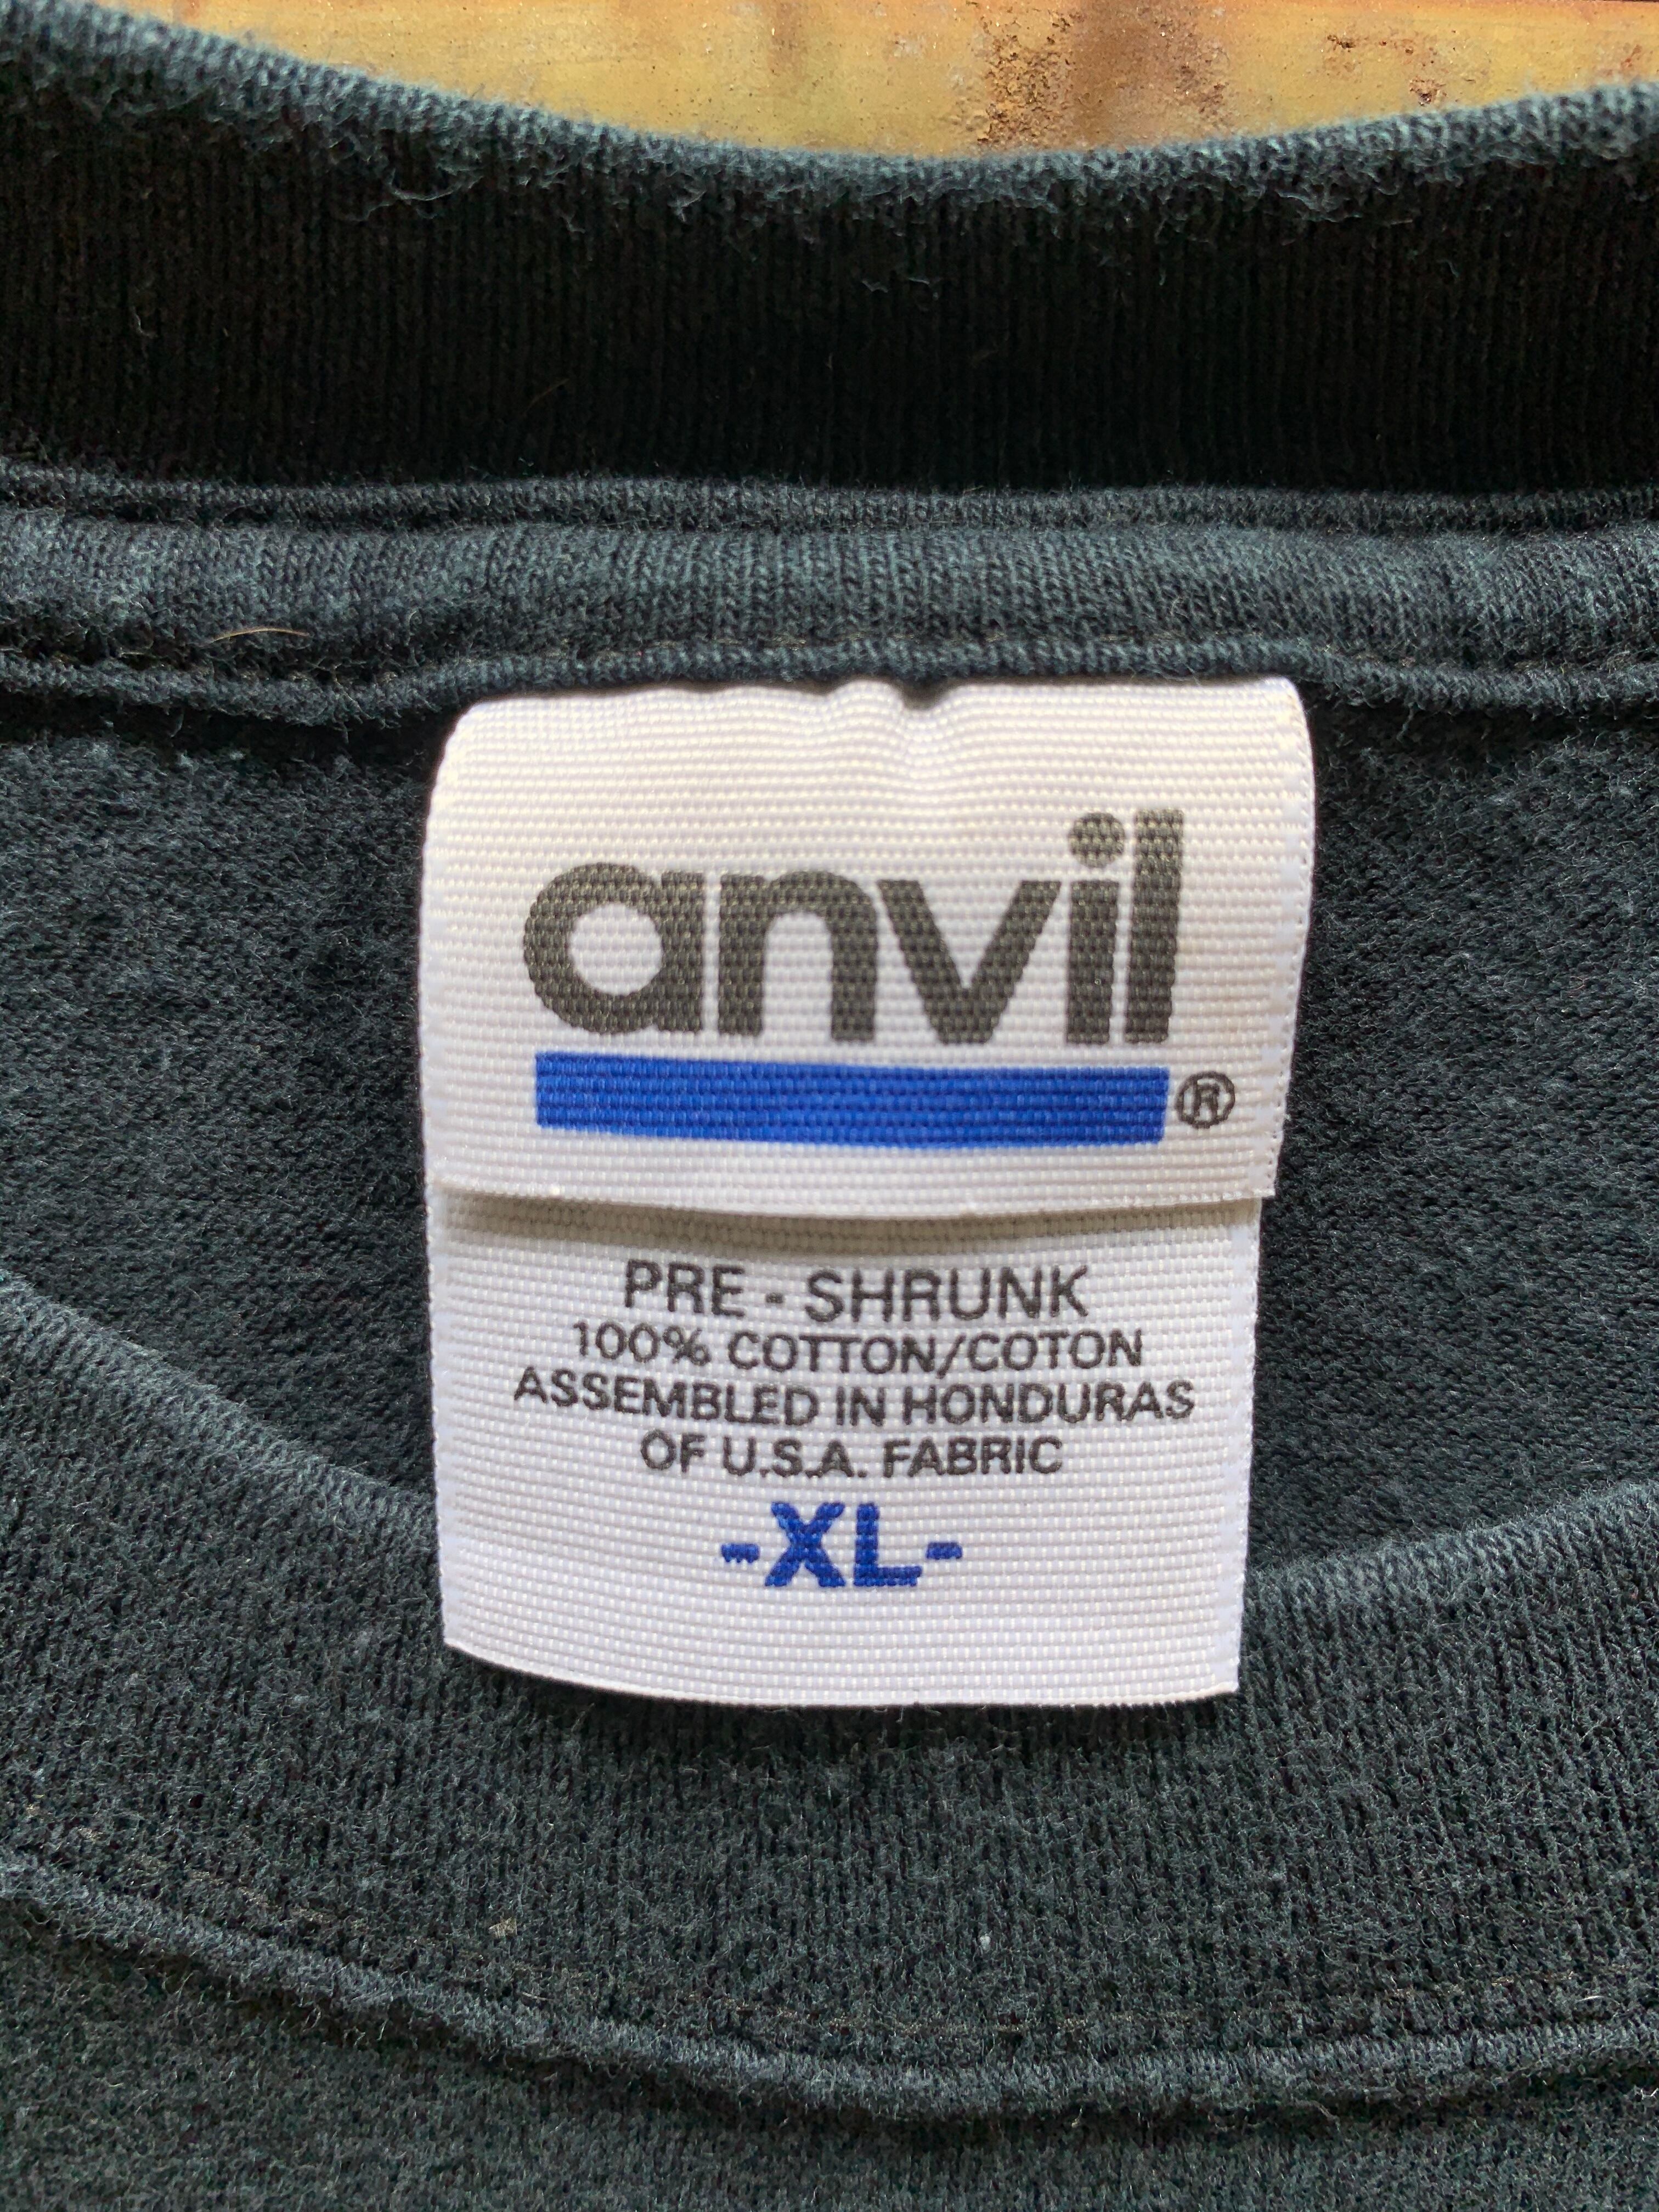 anvil
®
PRE - SHRUNK
100% COTTON/COTON
ASSEMBLED IN HONDURAS
OF U.S.A. FABRIC
-XL-